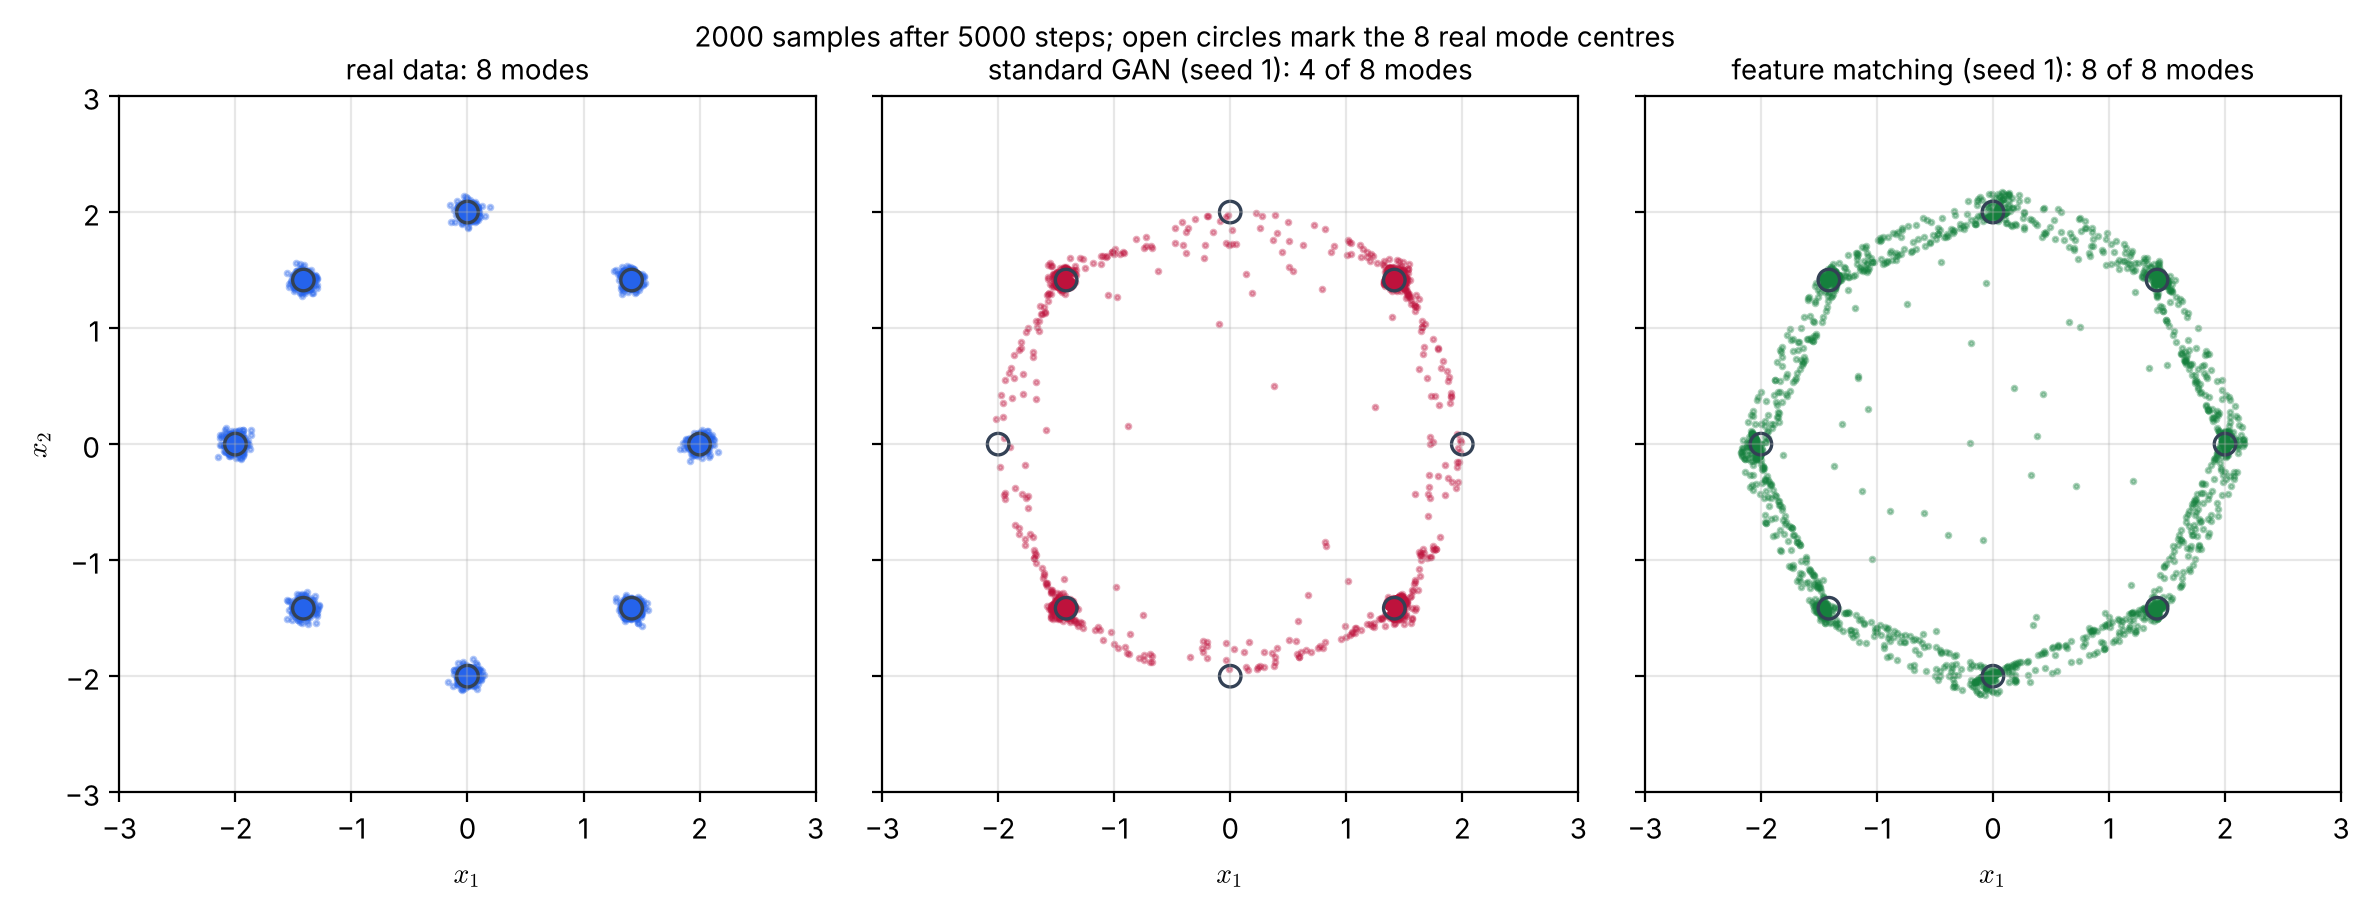 2000 samples after 5000 steps; open circles mark the 8 real mode centres
real data: 8 modes
standard GAN (seed 1): 4 of 8 modes
feature matching (seed 1): 8 of 8 modes
3
2
1
0
−1
−2
−3
x₂
−3 −2 −1 0 1 2 3
−3 −2 −1 0 1 2 3
−3 −2 −1 0 1 2 3
x₁
x₁
x₁